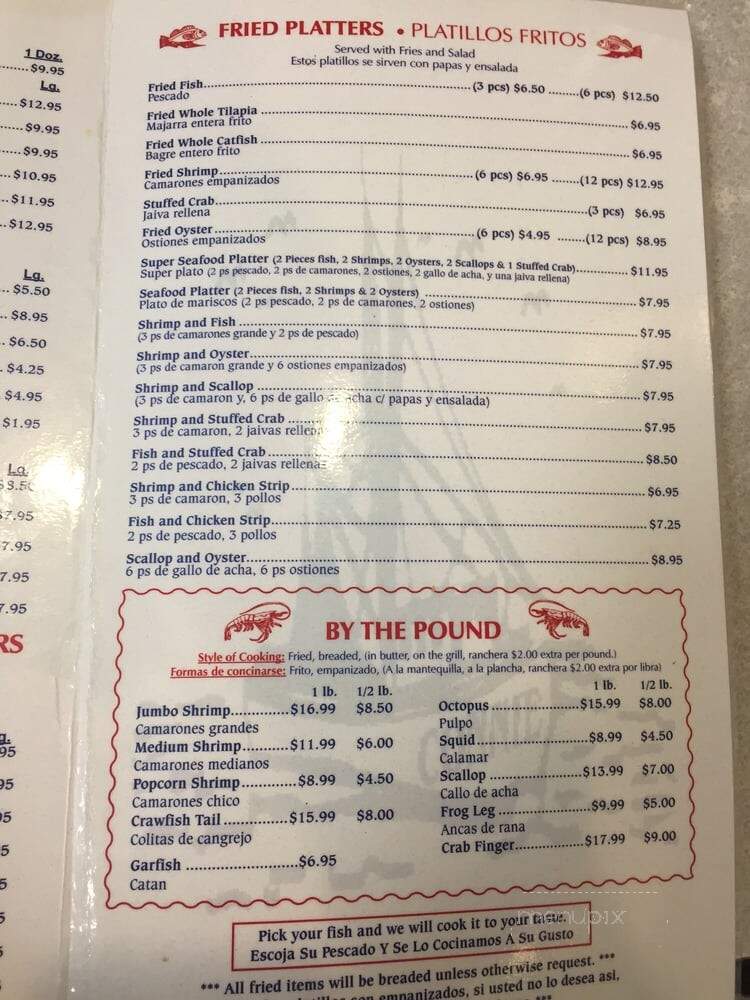 1 Doz.
$9.95
Lg.
$12.95
$9.95
$9.95
$10.95
$11.95
$12.95
Lg.
$5.50
$8.95
$6.50
$4.25
$4.95
$1.95
Lg.
$3.50
$7.95
7.95
7.95
7.95
RS
g.
95
95
5
5
FRIED PLATTERS • PLATILLOS FRITOS
Served with Fries and Salad
Estos platillos se sirven con papas y ensalada
Fried Fish (3 pcs) $6.50 (6 pcs) $12.50
Pescado
Fried Whole Tilapia $6.95
Majarra entera frito
Fried Whole Catfish $6.95
Bagre entero frito
Fried Shrimp (6 pcs) $6.95 (12 pcs) $12.95
Camarones empanizados
Stuffed Crab (3 pcs) $6.95
Jaiva rellena
Fried Oyster (6 pcs) $4.95 (12 pcs) $8.95
Ostiones empanizados
Super Seafood Platter (2 Pieces fish, 2 Shrimps, 2 Oysters, 2 Scallops & 1 Stuffed Crab) $11.95
Super plato (2 ps pescado, 2 ps de camarones, 2 ostiones, 2 gallo de acha, y una jaiva rellena)
Seafood Platter (2 Pieces fish, 2 Shrimps & 2 Oysters) $7.95
Plato de mariscos (2 ps pescado, 2 ps de camarones, 2 ostiones)
Shrimp and Fish $7.95
(3 ps de camarones grande y 2 ps de pescado)
Shrimp and Oyster $7.95
(3 ps de camaron grande y 6 ostiones empanizados)
Shrimp and Scallop $7.95
(3 ps de camaron y, 6 ps de gallo de acha c/ papas y ensalada)
Shrimp and Stuffed Crab $7.95
3 ps de camaron, 2 jaivas rellenas
Fish and Stuffed Crab $8.50
2 ps de pescado, 2 jaivas rellenas
Shrimp and Chicken Strip $6.95
3 ps de camaron, 3 pollos
Fish and Chicken Strip $7.25
2 ps de pescado, 3 pollos
Scallop and Oyster $8.95
6 ps de gallo de acha, 6 ps ostiones
BY THE POUND
Style of Cooking: Fried, breaded, (in butter, on the grill, ranchera $2.00 extra per pound.)
Formas de concinarse: Frito, empanizado, (A la mantequilla, a la plancha, ranchera $2.00 extra por libra)
1 lb. 1/2 lb.
Jumbo Shrimp $16.99 $8.50
Camarones grandes
Medium Shrimp $11.99 $6.00
Camarones medianos
Popcorn Shrimp $8.99 $4.50
Camarones chico
Crawfish Tail $15.99 $8.00
Colitas de cangrejo
Garfish $6.95
Catan
1 lb. 1/2 lb.
Octopus $15.99 $8.00
Pulpo
Squid $8.99 $4.50
Calamar
Scallop $13.99 $7.00
Callo de acha
Frog Leg $9.99 $5.00
Ancas de rana
Crab Finger $17.99 $9.00
menupix
Pick your fish and we will cook it to your taste.
Escoja Su Pescado Y Se Lo Cocinamos A Su Gusto
*** All fried items will be breaded unless otherwise request. ***
empanizados, si usted no lo desea asi,